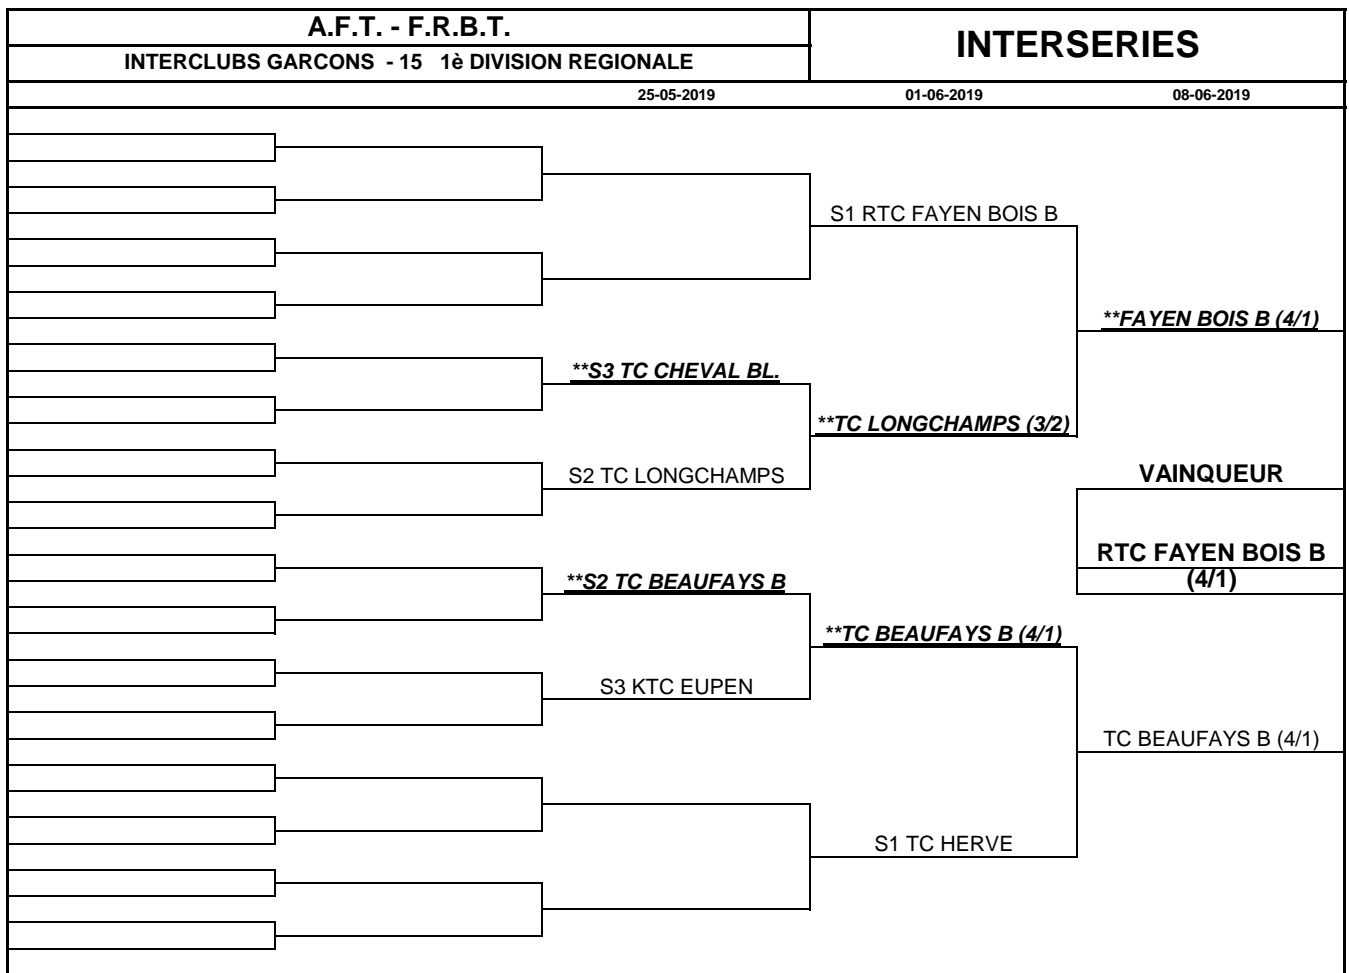 A.F.T. - F.R.B.T.
INTERSERIES
INTERCLUBS GARCONS - 15 1è DIVISION REGIONALE
25-05-2019 01-06-2019 08-06-2019
S1 RTC FAYEN BOIS B
**FAYEN BOIS B (4/1)
**S3 TC CHEVAL BL.
**TC LONGCHAMPS (3/2)
S2 TC LONGCHAMPS
VAINQUEUR
RTC FAYEN BOIS B
(4/1)
**S2 TC BEAUFAYS B
**TC BEAUFAYS B (4/1)
S3 KTC EUPEN
TC BEAUFAYS B (4/1)
S1 TC HERVE